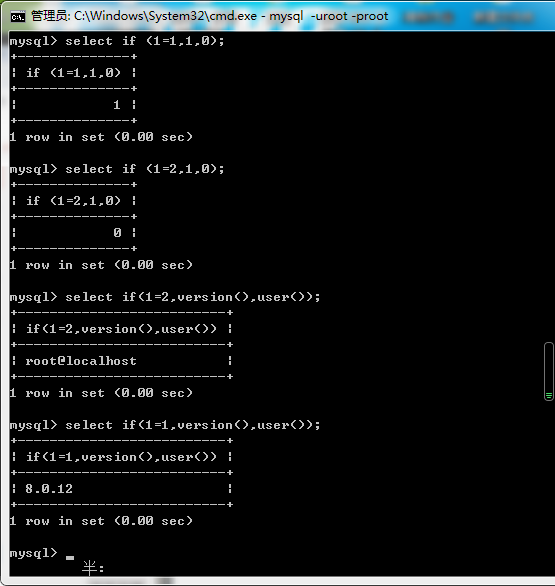 管理员: C:\Windows\System32\cmd.exe - mysql  -uroot -proot
mysql> select if (1=1,1,0);
+--------------+
| if (1=1,1,0) |
+--------------+
|            1 |
+--------------+
1 row in set (0.00 sec)
mysql> select if (1=2,1,0);
+--------------+
| if (1=2,1,0) |
+--------------+
|            0 |
+--------------+
1 row in set (0.00 sec)
mysql> select if(1=2,version(),user());
+--------------------------+
| if(1=2,version(),user()) |
+--------------------------+
| root@localhost           |
+--------------------------+
1 row in set (0.00 sec)
mysql> select if(1=1,version(),user());
+--------------------------+
| if(1=1,version(),user()) |
+--------------------------+
| 8.0.12                   |
+--------------------------+
1 row in set (0.00 sec)
mysql> _
半: